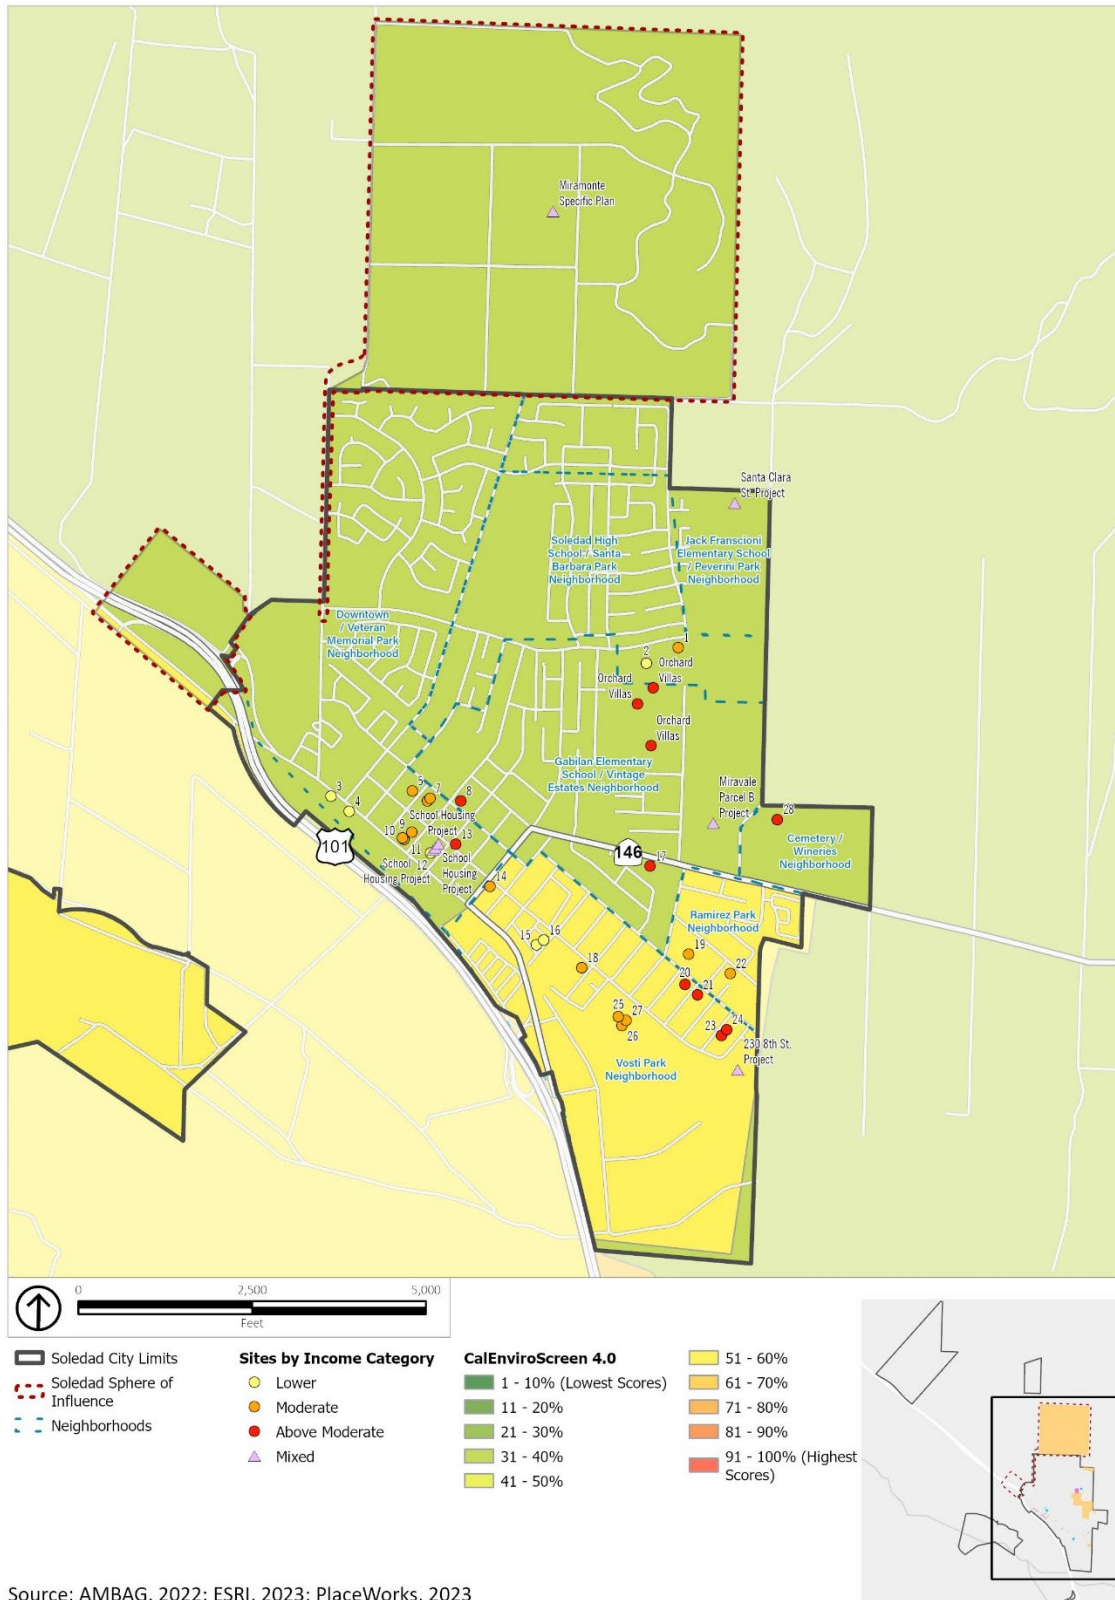 Miramonte
Specific Plan
Santa Clara
St. Project
Soledad High
School / Santa
Barbara Park
Neighborhood
Jack Franscioni
Elementary School
/ Peverini Park
Neighborhood
Downtown
/ Veteran
Memorial Park
Neighborhood
1
2
Orchard
Villas
Orchard
Villas
Orchard
Villas
Gabilan Elementary
School / Vintage
Estates Neighborhood
3
4
5
7
8
School Housing
Project
9
10
11
12
13
School
Housing Project
School
Housing
Project
101
146
Miravale
Parcel B
Project
28
Cemetery /
Wineries
Neighborhood
17
14
Ramirez Park
Neighborhood
15
16
18
19
20
21
22
23
24
25
26
27
230 8th St.
Project
Vosti Park
Neighborhood
0 2,500 5,000
Feet
Soledad City Limits
Soledad Sphere of
Influence
Neighborhoods
Sites by Income Category
Lower
Moderate
Above Moderate
Mixed
CalEnviroScreen 4.0
1 - 10% (Lowest Scores)
11 - 20%
21 - 30%
31 - 40%
41 - 50%
51 - 60%
61 - 70%
71 - 80%
81 - 90%
91 - 100% (Highest
Scores)
Source: AMBAG, 2022; ESRI, 2023; PlaceWorks, 2023